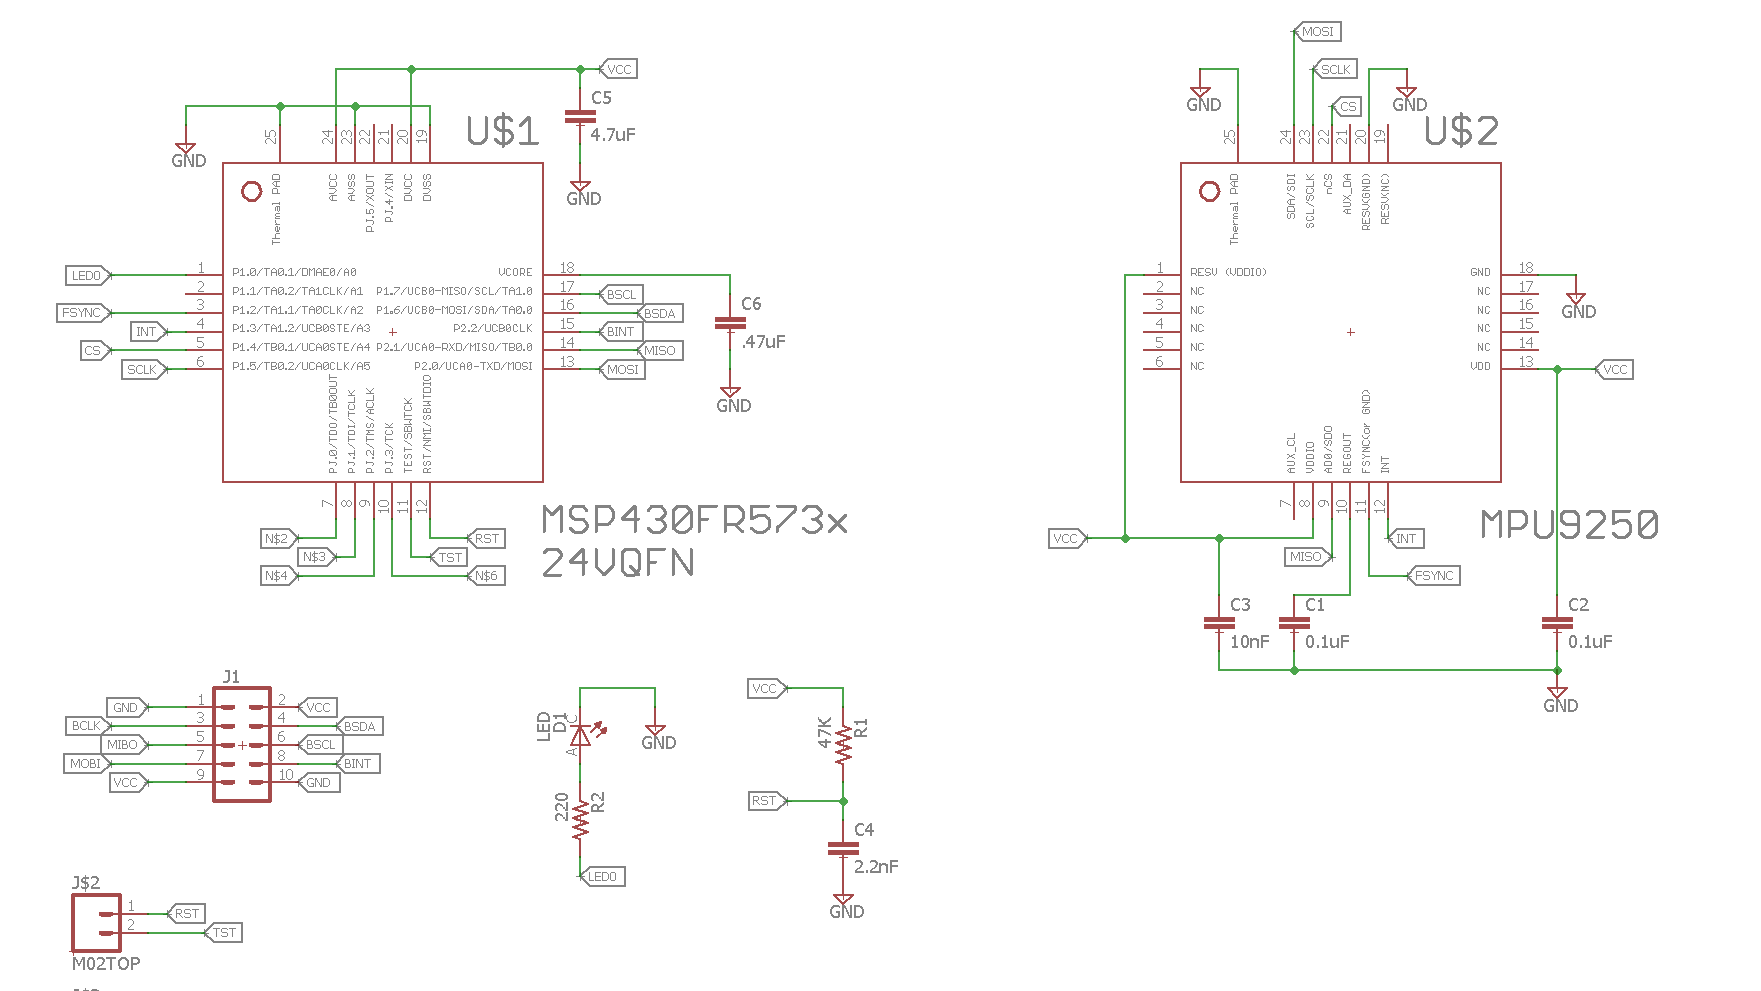 VCC
C5
4.7uF
GND
GND
U$1
25
24
23
22
21
20
19
Thermal PAD
AVCC
AVSS
PJ.5/XOUT
PJ.4/XIN
DVCC
DVSS
LED0
1
P1.0/TA0.1/DMAE0/A0
2
P1.1/TA0.2/TA1CLK/A1
FSYNC
3
P1.2/TA1.1/TA0CLK/A2
INT
4
P1.3/TA1.2/UCB0STE/A3
CS
5
P1.4/TB0.1/UCA0STE/A4
SCLK
6
P1.5/TB0.2/UCA0CLK/A5
VCORE
18
P1.7/UCB0-MISO/SCL/TA1.0
17
BSCL
P1.6/UCB0-MOSI/SDA/TA0.0
16
BSDA
P2.2/UCB0CLK
15
BINT
P2.1/UCA0-RXD/MISO/TB0.0
14
MISO
P2.0/UCA0-TXD/MOSI
13
MOSI
C6
.47uF
GND
PJ.0/TDO/TB0OUT
PJ.1/TDI/TCLK
PJ.2/TMS/ACLK
PJ.3/TCK
TEST/SBWTCK
RST/NMI/SBWTDIO
7
8
9
10
11
12
N$2
N$3
N$4
RST
TST
N$6
MSP430FR573x
24VQFN
MOSI
SCLK
CS
GND
GND
U$2
25
24
23
22
21
20
19
Thermal PAD
SDA/SDI
SCL/SCLK
nCS
AUX_DA
RESV(GND)
RESV(NC)
1
RESV (VDDIO)
2
NC
3
NC
4
NC
5
NC
6
NC
GND
18
GND
NC
17
NC
16
NC
15
NC
14
VDD
13
VCC
AUX_CL
VDDIO
AD0/SDO
REGOUT
FSYNC(or GND)
INT
7
8
9
10
11
12
MPU9250
VCC
MISO
INT
FSYNC
C3
10nF
C1
0.1uF
C2
0.1uF
GND
J1
GND
1
2
VCC
BCLK
3
4
BSDA
MIBO
5
6
BSCL
MOBI
7
8
BINT
VCC
9
10
GND
LED
D1
C
A
GND
220
R2
LED0
VCC
47K
R1
RST
C4
2.2nF
GND
J$2
1
RST
2
TST
M02TOP